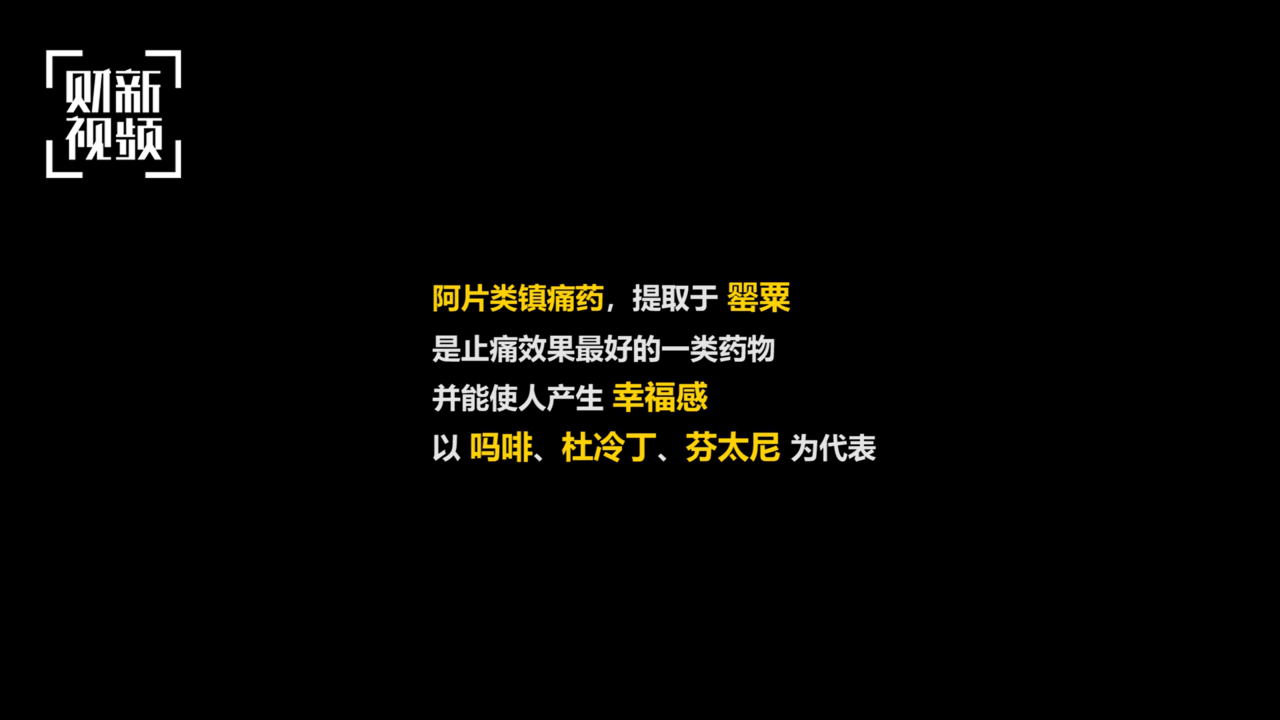 财新
视频
阿片类镇痛药，提取于 罂粟
是止痛效果最好的一类药物
并能使人产生 幸福感
以 吗啡、杜冷丁、芬太尼 为代表